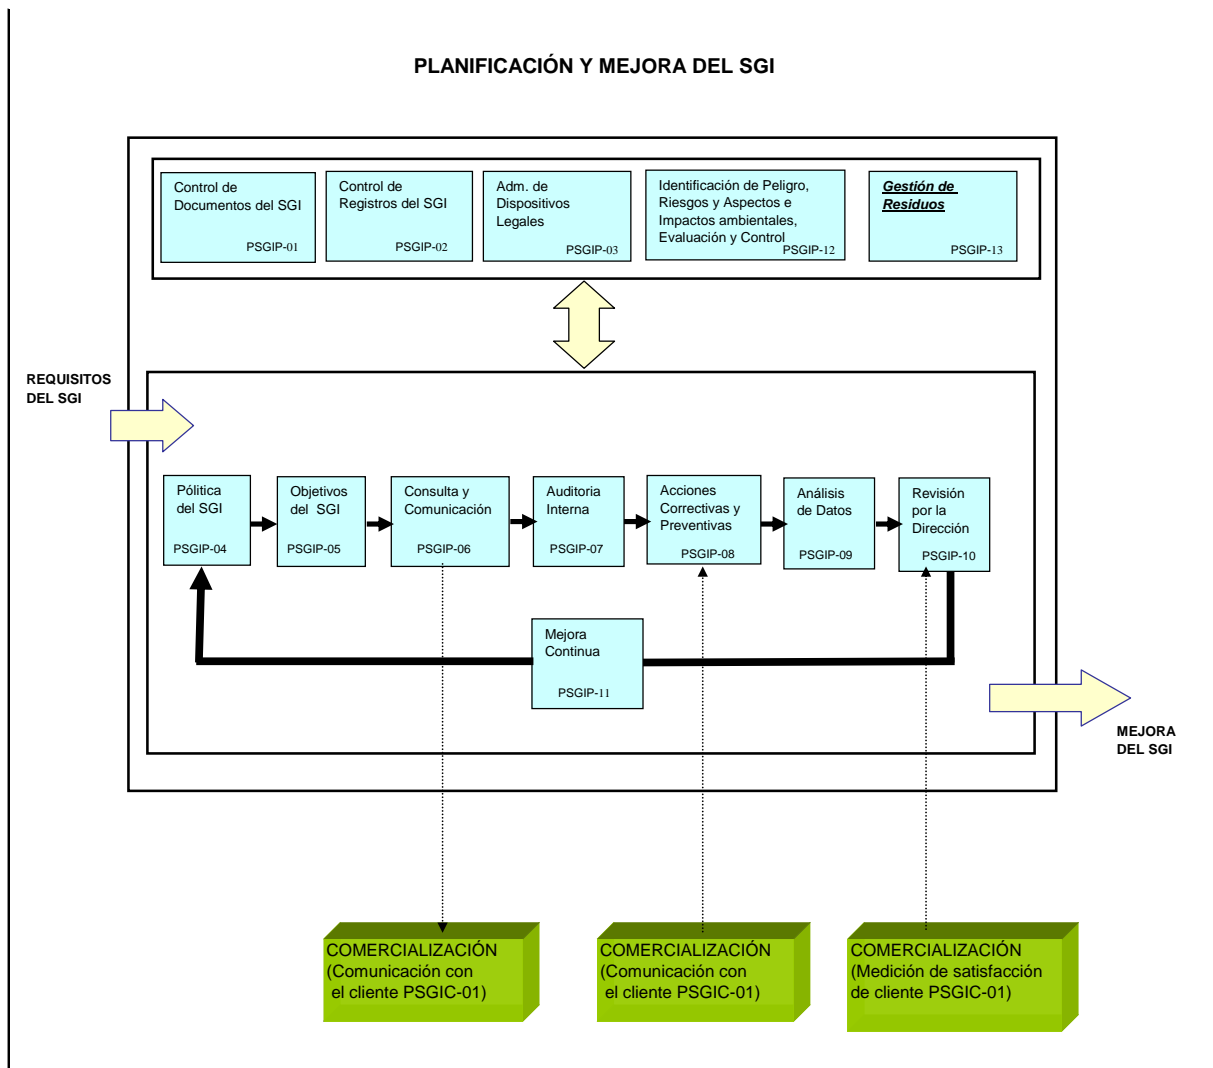 PLANIFICACIÓN Y MEJORA DEL SGI
Control de
Documentos del SGI
PSGIP-01
Control de
Registros del SGI
PSGIP-02
Adm. de
Dispositivos
Legales
PSGIP-03
Identificación de Peligro,
Riesgos y Aspectos e
Impactos ambientales,
Evaluación y Control
PSGIP-12
Gestión de
Residuos
PSGIP-13
REQUISITOS
DEL SGI
Pólitica
del SGI
PSGIP-04
Objetivos
del SGI
PSGIP-05
Consulta y
Comunicación
PSGIP-06
Auditoria
Interna
PSGIP-07
Acciones
Correctivas y
Preventivas
PSGIP-08
Análisis
de Datos
PSGIP-09
Revisión
por la
Dirección
PSGIP-10
Mejora
Continua
PSGIP-11
MEJORA
DEL SGI
COMERCIALIZACIÓN
(Comunicación con
el cliente PSGIC-01)
COMERCIALIZACIÓN
(Comunicación con
el cliente PSGIC-01)
COMERCIALIZACIÓN
(Medición de satisfacción
de cliente PSGIC-01)